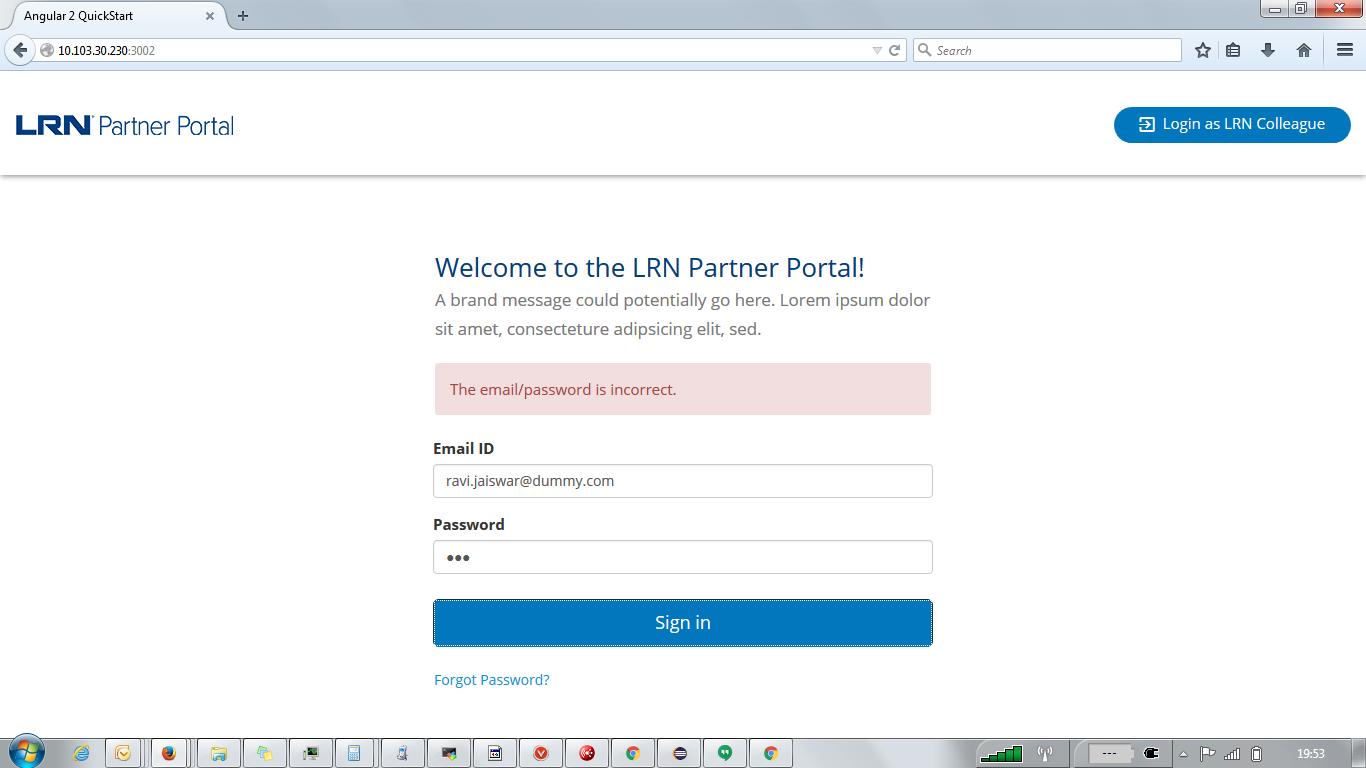 Angular 2 QuickStart
10.103.30.230:3002
Search
LRN Partner Portal
Login as LRN Colleague
Welcome to the LRN Partner Portal!
A brand message could potentially go here. Lorem ipsum dolor
sit amet, consecteture adipsicing elit, sed.
The email/password is incorrect.
Email ID
ravi.jaiswar@dummy.com
Password
•••
Sign in
Forgot Password?
---
19:53